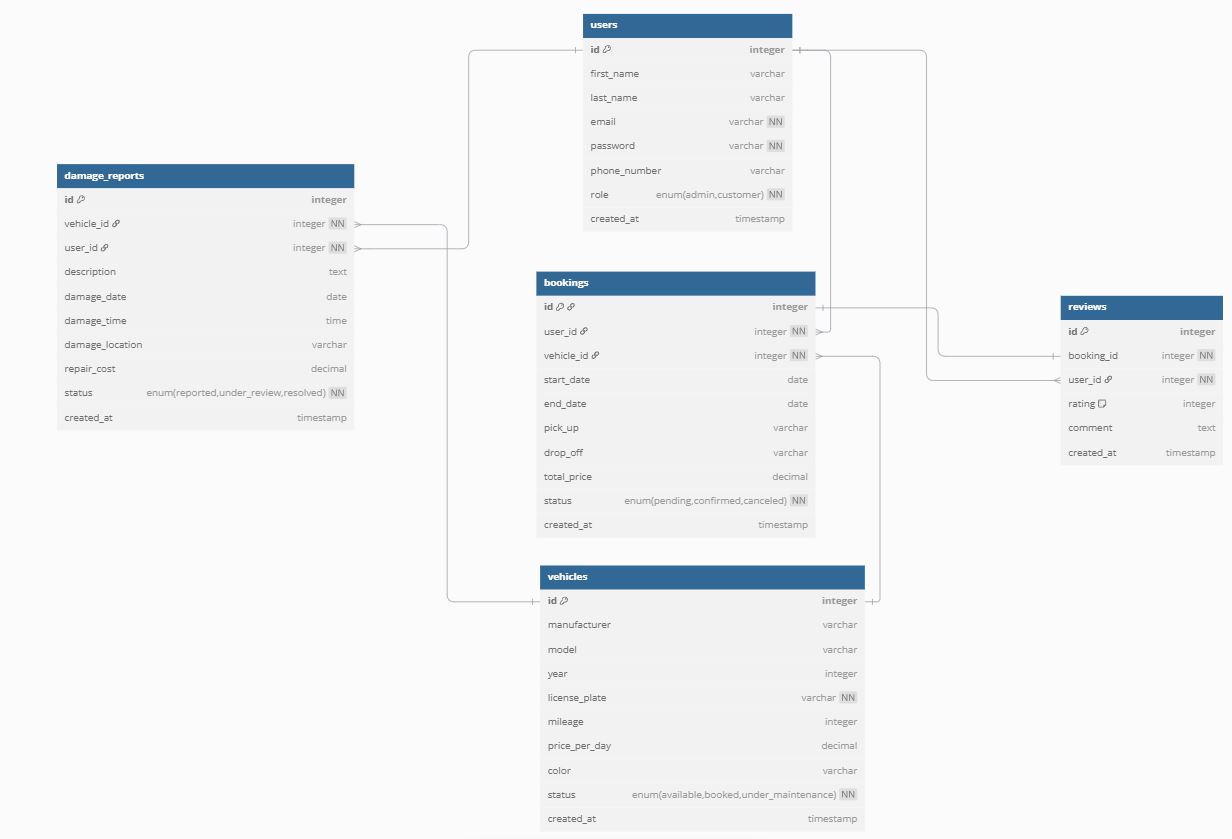 users
id integer
first_name varchar
last_name varchar
email varchar NN
password varchar NN
phone_number varchar
role enum(admin,customer) NN
created_at timestamp
damage_reports
id integer
vehicle_id integer NN
user_id integer NN
description text
damage_date date
damage_time time
damage_location varchar
repair_cost decimal
status enum(reported,under_review,resolved) NN
created_at timestamp
bookings
id integer
user_id integer NN
vehicle_id integer NN
start_date date
end_date date
pick_up varchar
drop_off varchar
total_price decimal
status enum(pending,confirmed,canceled) NN
created_at timestamp
reviews
id integer
booking_id integer NN
user_id integer NN
rating integer
comment text
created_at timestamp
vehicles
id integer
manufacturer varchar
model varchar
year integer
license_plate varchar NN
mileage integer
price_per_day decimal
color varchar
status enum(available,booked,under_maintenance) NN
created_at timestamp